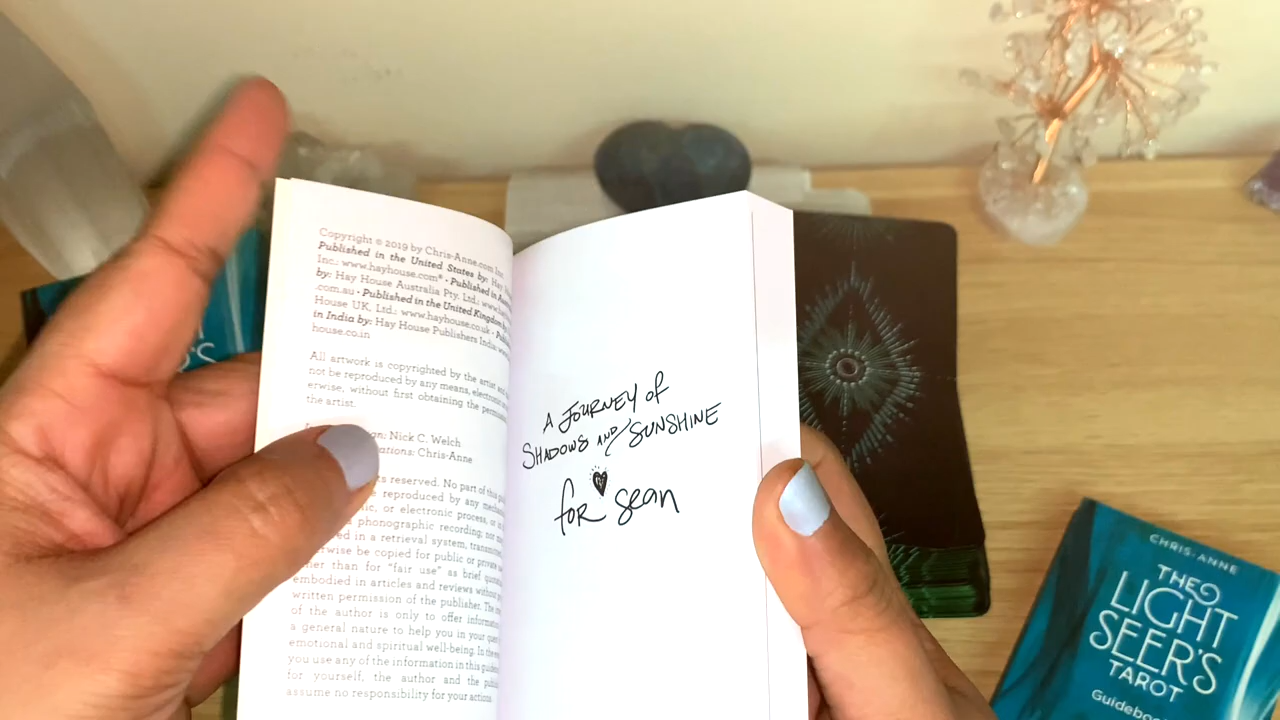 Copyright © 2019 by Chris-Anne.com Inc.
Published in the United States by: Hay
Inc.: www.hayhouse.com® • Published in
by: Hay House Australia Pty. Ltd.:
.com.au • Published in the United Kingdom by
House UK, Ltd.: www.hayhouse.co.uk •
in India by: Hay House Publishers India:
house.co.in
All artwork is copyrighted by the artist
not be reproduced by any means, electronic
erwise, without first obtaining the
the artist.
Nick C. Welch
Chris-Anne
reserved. No part of this
reproduced by any
or electronic process, or
phonographic recording; nor
in a retrieval system,
be copied for public or private
than for “fair use” as brief
embodied in articles and reviews without
written permission of the publisher. The
of the author is only to offer
a general nature to help you in your
emotional and spiritual well-being. In the
you use any of the information in this
for yourself, the author and the
assume no responsibility for your actions.
A JOURNEY of
SHADOWS AND SUNSHINE
for sean
CHRIS-ANNE
THE
LIGHT
SEER'S
TAROT